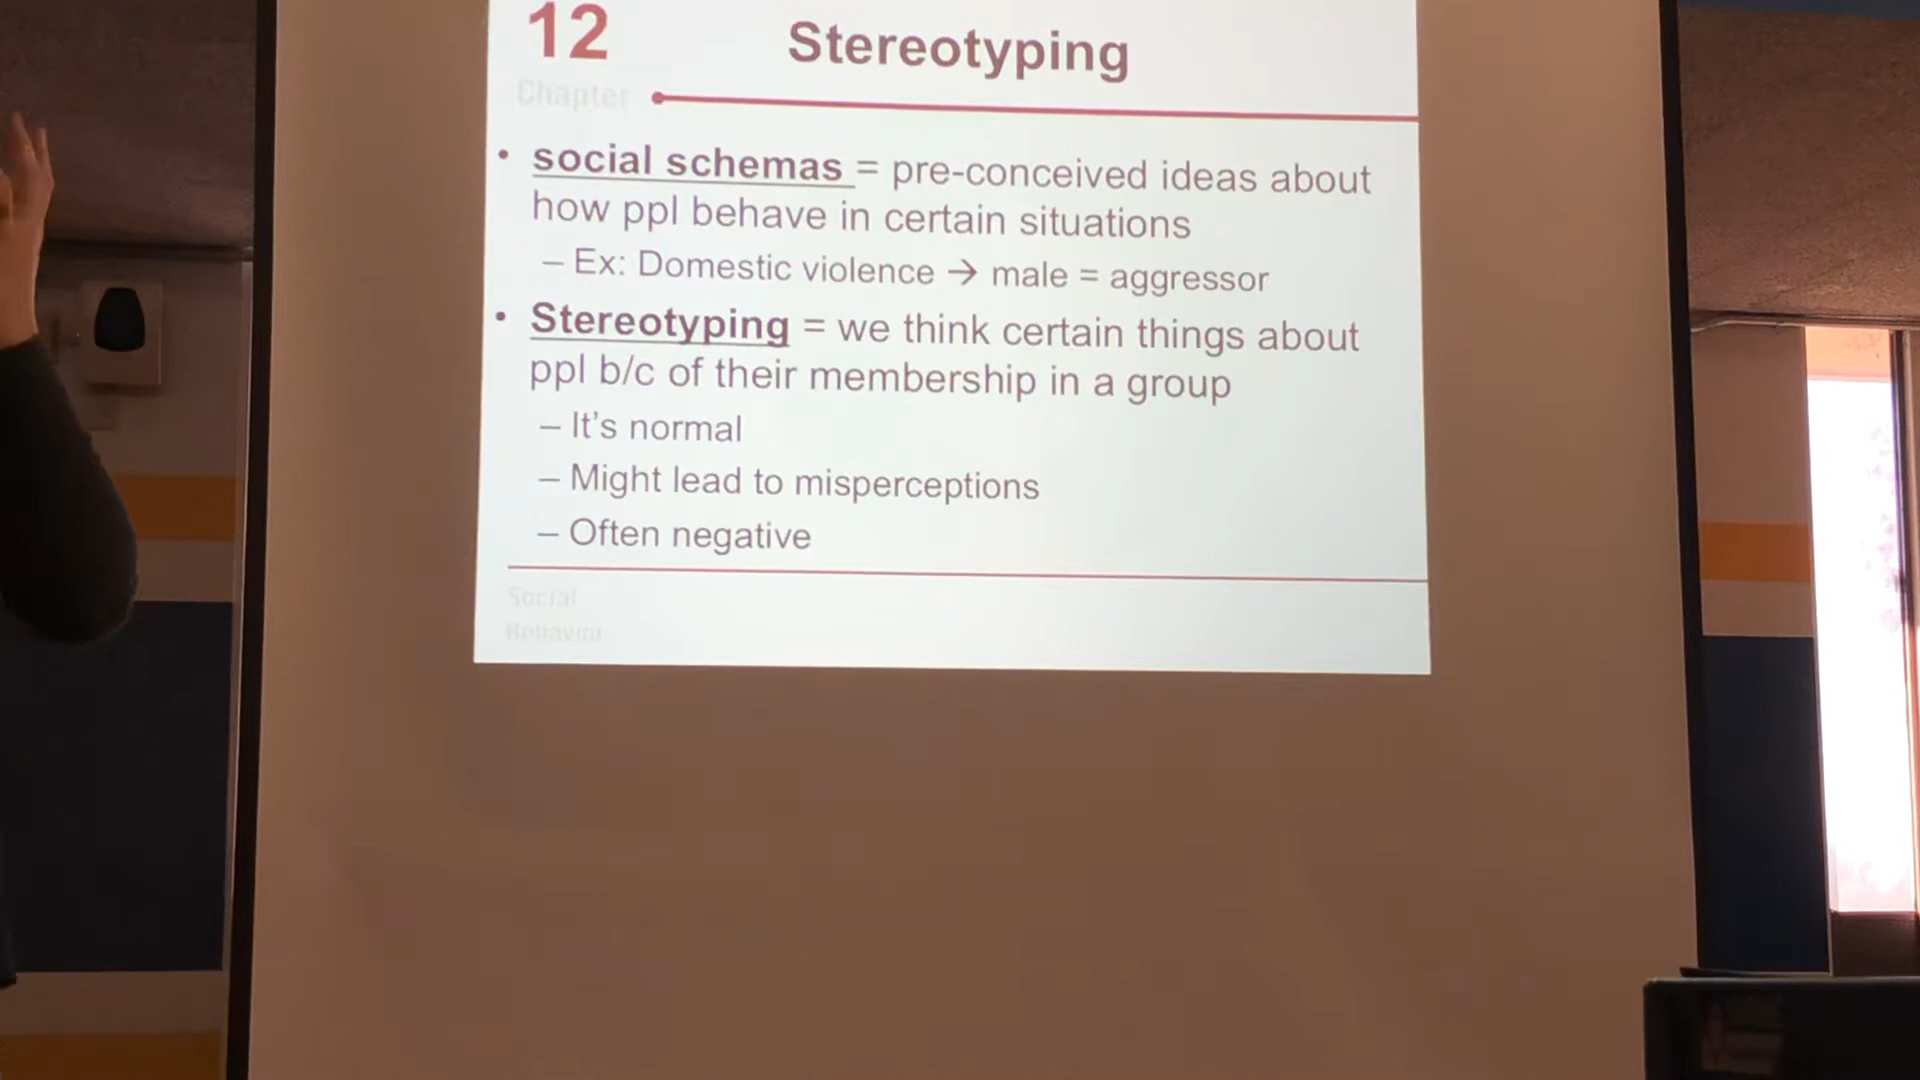 12
Stereotyping
Chapter
• social schemas = pre-conceived ideas about
how ppl behave in certain situations
– Ex: Domestic violence → male = aggressor
• Stereotyping = we think certain things about
ppl b/c of their membership in a group
– It's normal
– Might lead to misperceptions
– Often negative
Social
Behavior